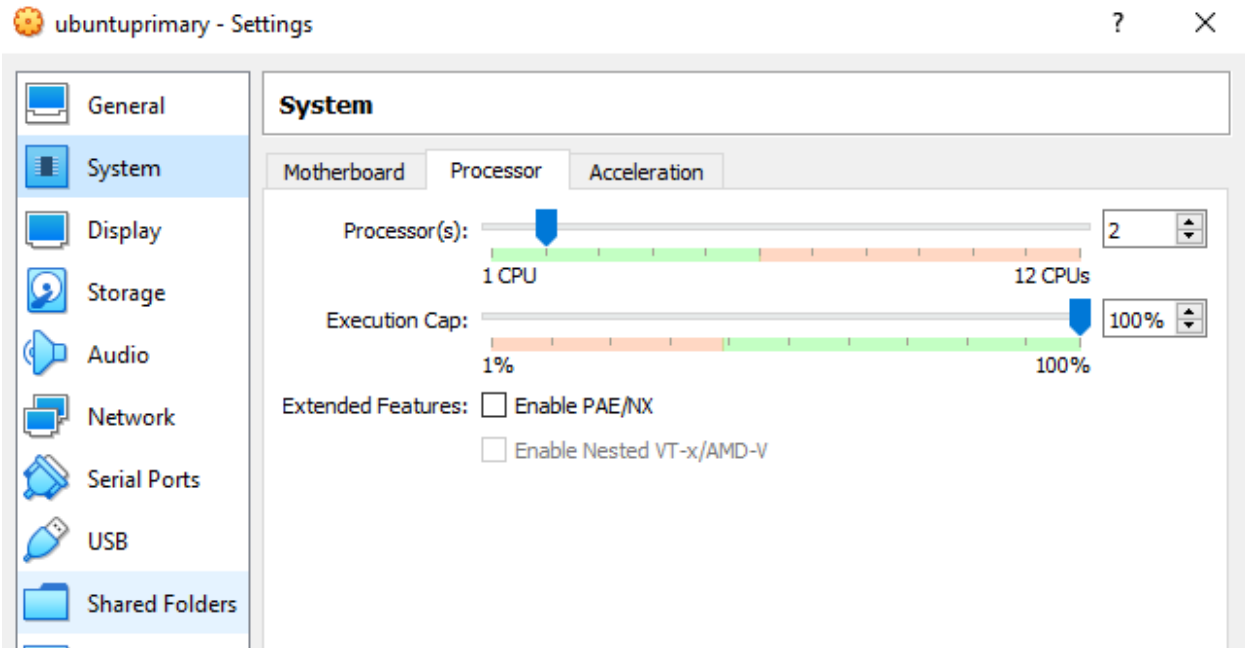 ubuntuprimary - Settings ?
General
System
Display
Storage
Audio
Network
Serial Ports
USB
Shared Folders
System
Motherboard Processor Acceleration
Processor(s): 2
1 CPU 12 CPUs
Execution Cap: 100%
1% 100%
Extended Features: Enable PAE/NX
Enable Nested VT-x/AMD-V